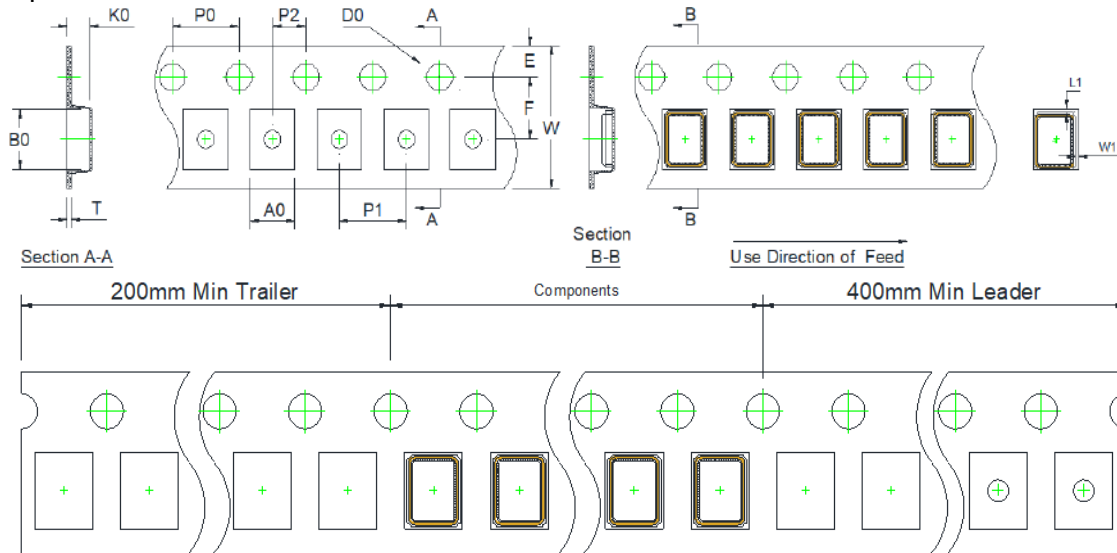 K0 P0 P2 D0 A B
E
F
W
B0
L1
W1
T A0 P1 A B
Section A-A
Section
B-B
Use Direction of Feed
200mm Min Trailer Components 400mm Min Leader